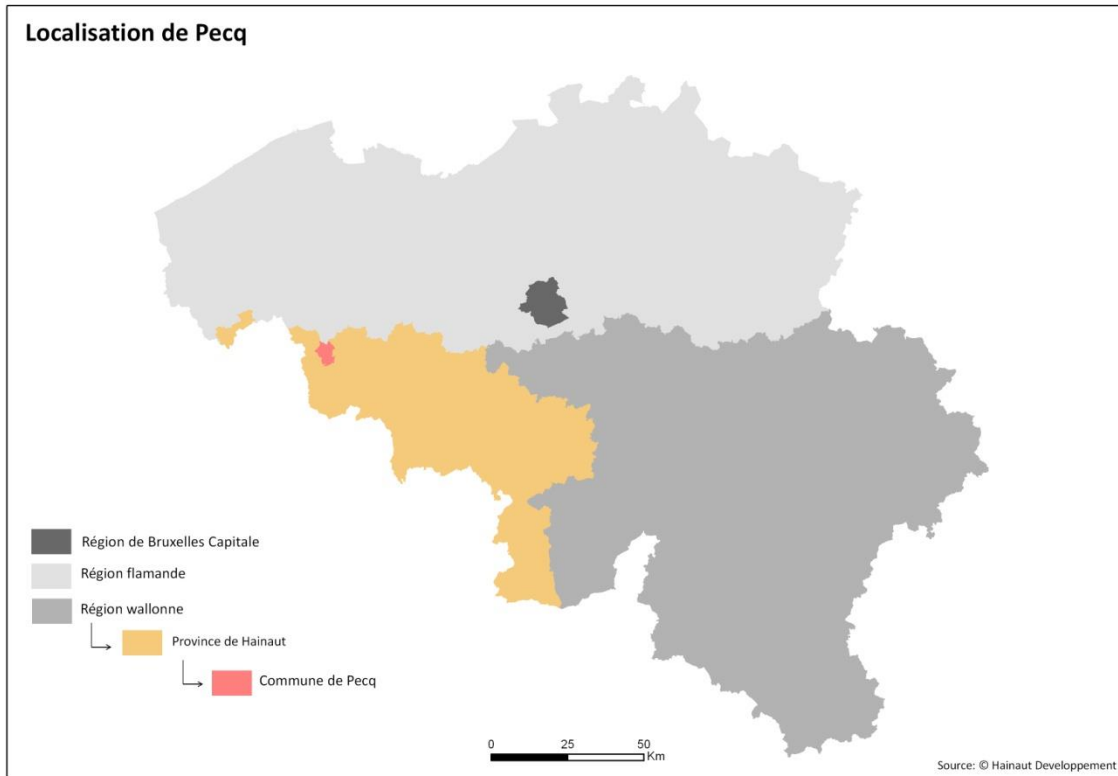 Localisation de Pecq
Région de Bruxelles Capitale
Région flamande
Région wallonne
Province de Hainaut
Commune de Pecq
0 25 50
Km
Source: © Hainaut Developpement